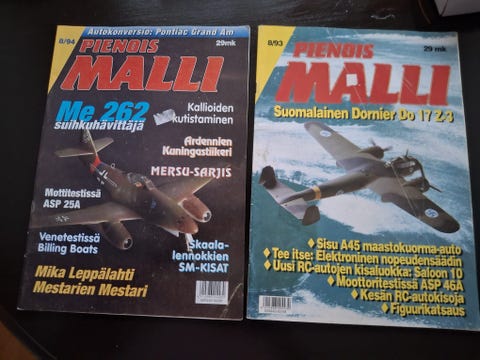 Autokonversio: Pontiac Grand Am
8/94
PIENOIS
29mk
MALLI
Me 262
suihkuhävittäjä
Kallioiden
kutistaminen
Ardennien
Kuningastiikeri
MERSU-SARJIS
Mottitestissä
ASP 25A
Venetestissä
Billing Boats
Skaala-
lennokkien
SM-KISAT
Mika Leppälahti
Mestarien Mestari
8/93
PIENOIS
29 mk
MALLI
Suomalainen Dornier Do 17 Z-3
Sisu A45 maastokuorma-auto
Tee itse: Elektroninen nopeudensäädin
Uusi RC-autojen kisaluokka: Saloon 10
Moottoritestissä ASP 46A
Kesän RC-autokisoja
Figuurikatsaus